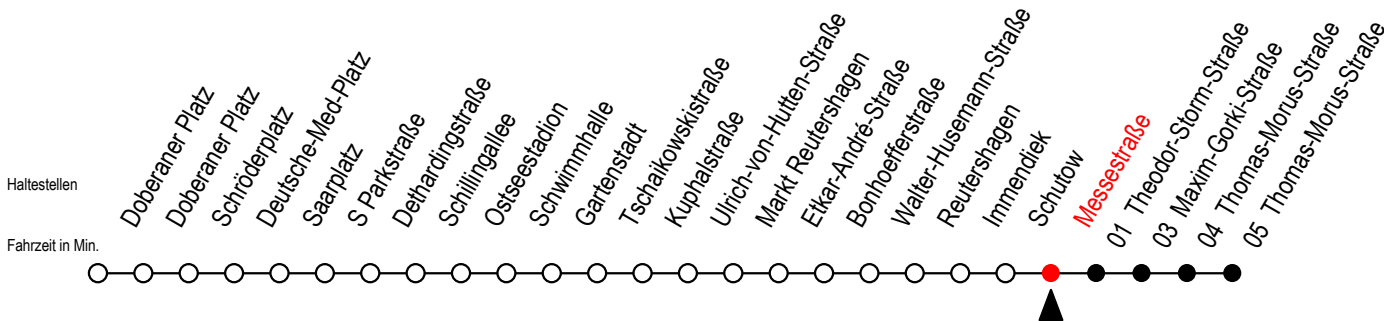 Haltestellen
Fahrzeit in Min.
Doberaner Platz
Doberaner Platz
Schröderplatz
Deutsche-Med-Platz
Saarplatz
S Parkstraße
Dethardingstraße
Schillingallee
Ostseestadion
Schwimmhalle
Gartenstadt
Tschaikowskistraße
Kuphalstraße
Ulrich-von-Hutten-Straße
Markt Reutershagen
Etkar-André-Straße
Bonhoefferstraße
Walter-Husemann-Straße
Reutershagen
Immendiek
Schutow
Messestraße
01 Theodor-Storm-Straße
03 Maxim-Gorki-Straße
04 Thomas-Morus-Straße
05 Thomas-Morus-Straße